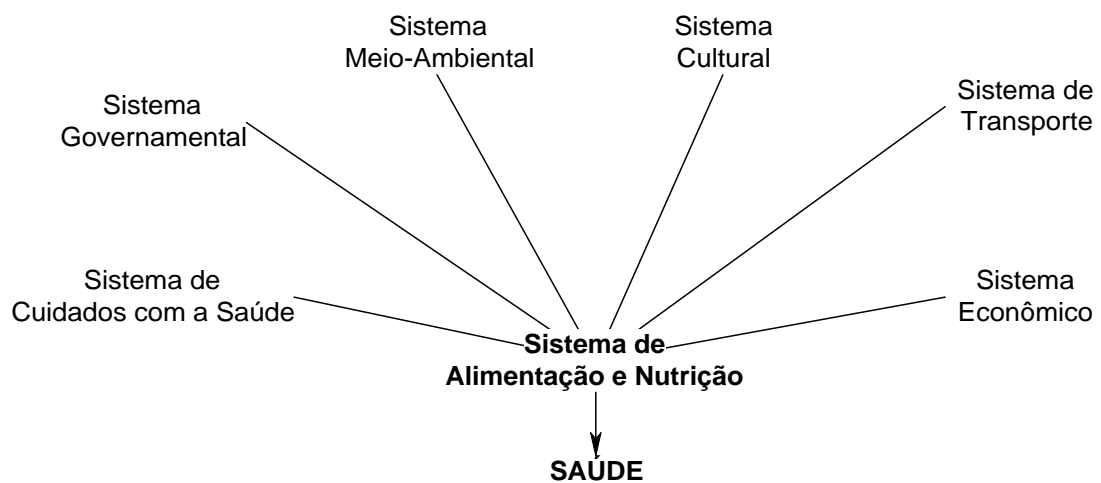 Sistema
Meio-Ambiental
Sistema
Cultural
Sistema
Governamental
Sistema de
Transporte
Sistema de
Cuidados com a Saúde
Sistema
Econômico
Sistema de
Alimentação e Nutrição
SAÚDE